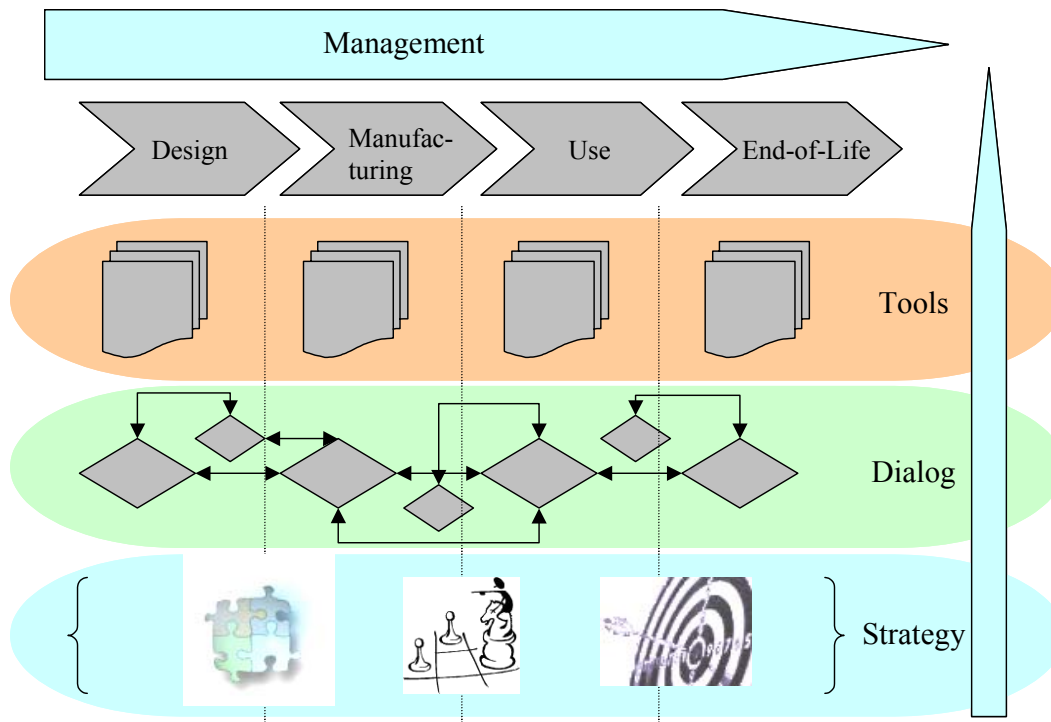 Management
Design
Manufac-
turing
Use
End-of-Life
Tools
Dialog
Strategy